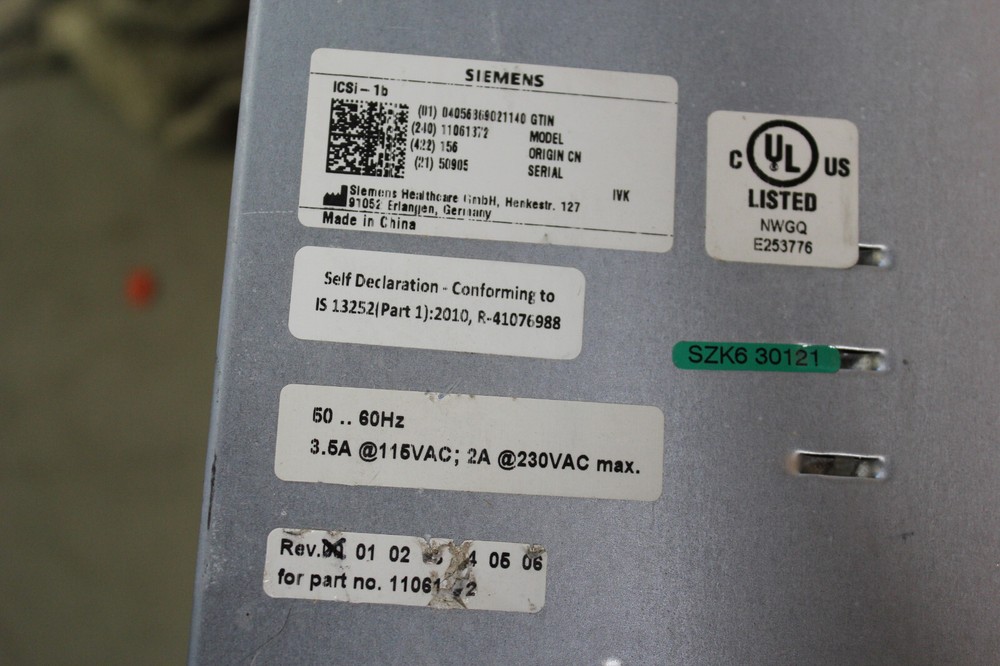 SIEMENS
ICSi - 1b
(01) 04056869021140 GTIN
(240) 11061372 MODEL
(422) 156 ORIGIN CN
(21) 50905 SERIAL
Siemens Healthcare GmbH, Henkestr. 127
91052 Erlangen, Germany
IVK
Made in China
C UL US
LISTED
NWGQ
E253776
Self Declaration - Conforming to
IS 13252(Part 1):2010, R-41076988
SZK6 30121
50 .. 60Hz
3.5A @115VAC; 2A @230VAC max.
Rev. 01 02 05 06
for part no.